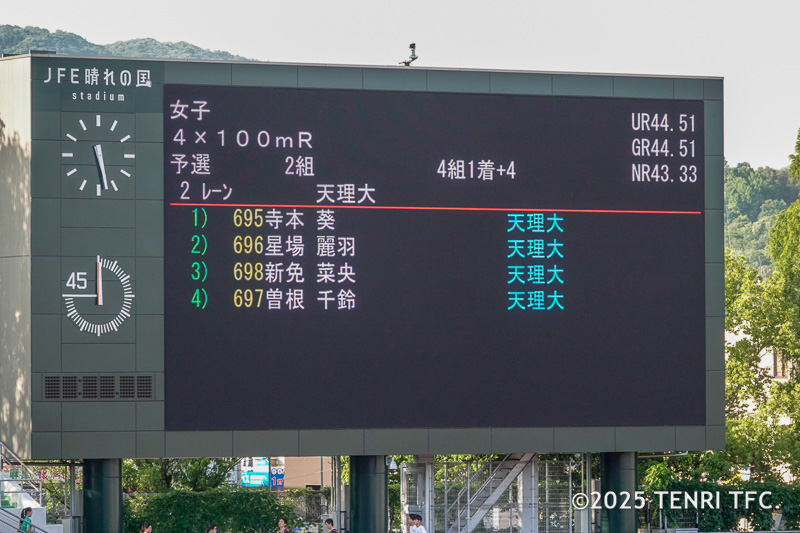 JFE晴れの国
stadium
女子
4×100mR
予選 2組 4組1着+4
UR44.51
GR44.51
NR43.33
2 レーン 天理大
1) 695寺本 葵 天理大
2) 696星場 麗羽 天理大
3) 698新免 菜央 天理大
4) 697曽根 千鈴 天理大
45
©2025 TENRI TFC.